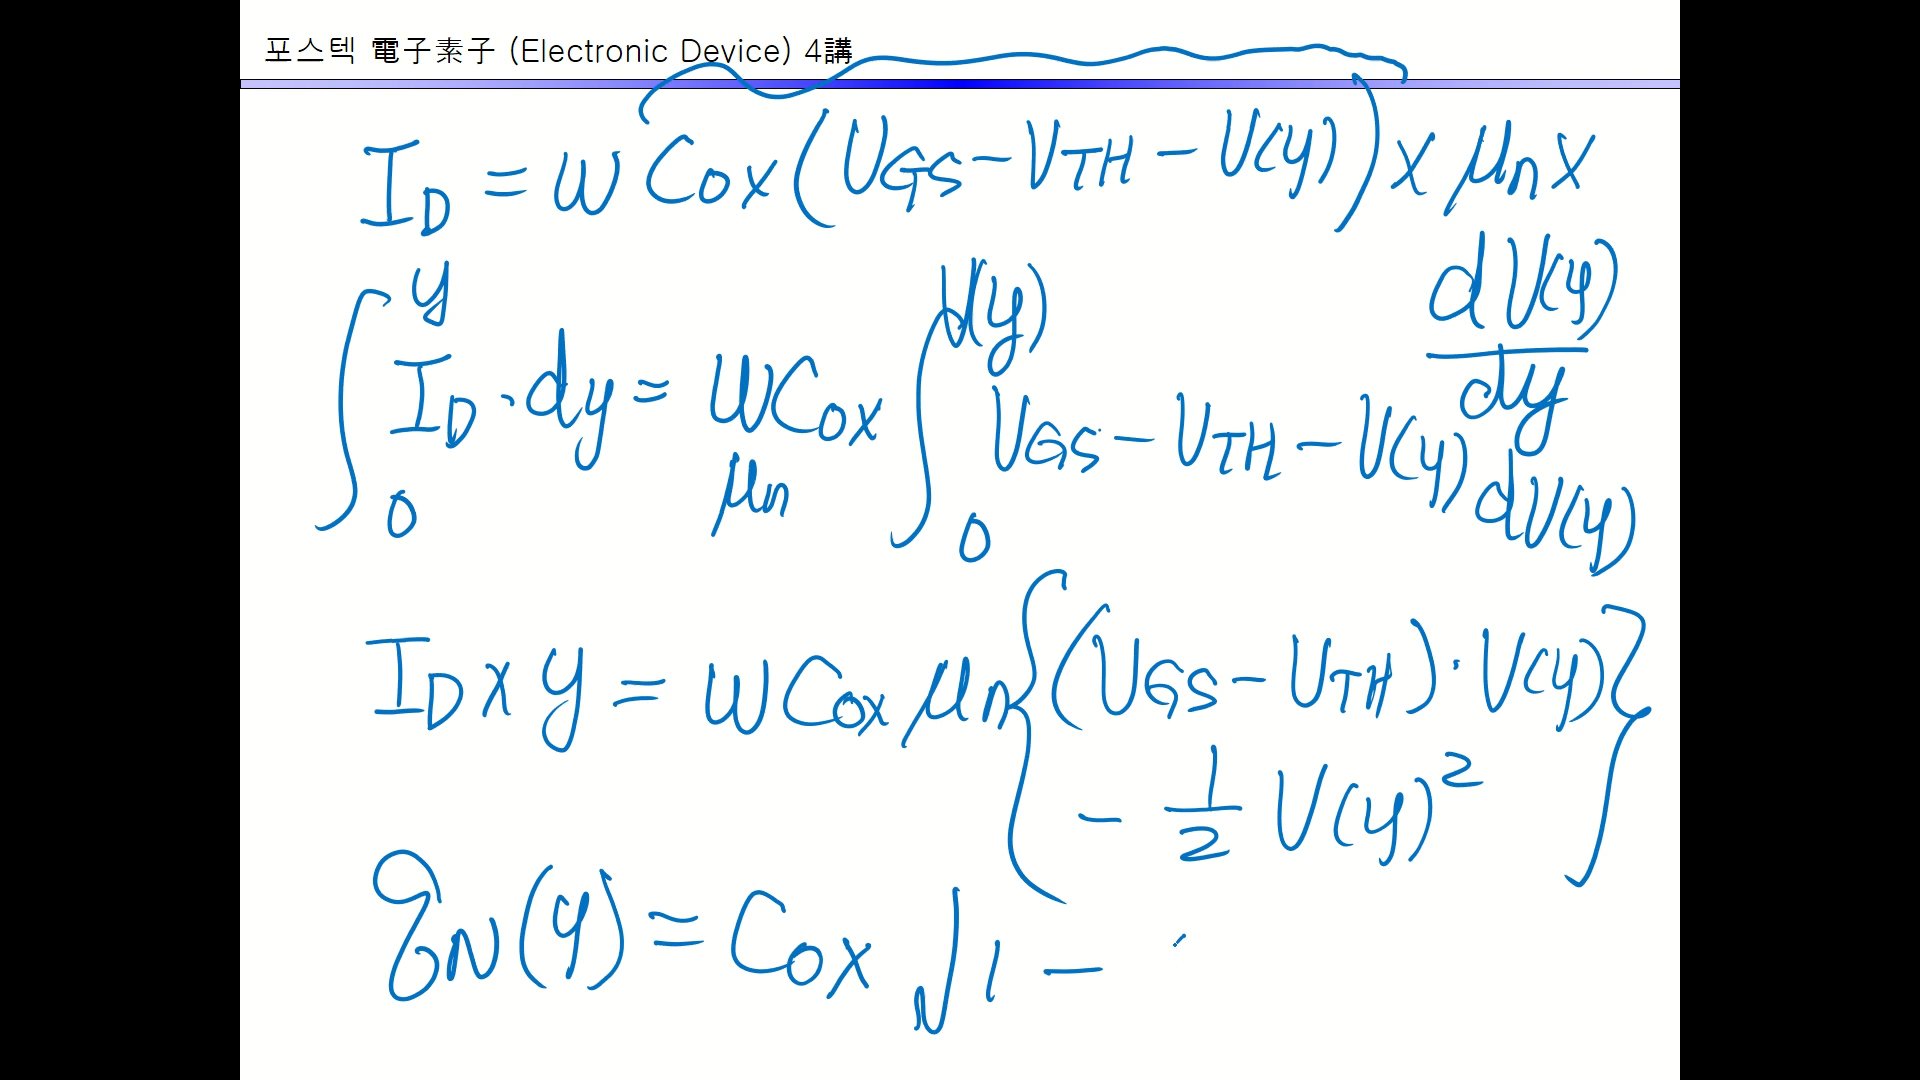 포스텍 電子素子 (Electronic Device) 4講
I_D = W Cox (V_GS - V_TH - V(y)) × μn × dV(y)/dy
∫_0^y I_D · dy = W Cox μn ∫_0^V(y) V_GS - V_TH - V(y) dV(y)
I_D × y = W Cox μn { (V_GS - V_TH) · V(y) - 1/2 V(y)² }
q_N(y) = Cox √1 -